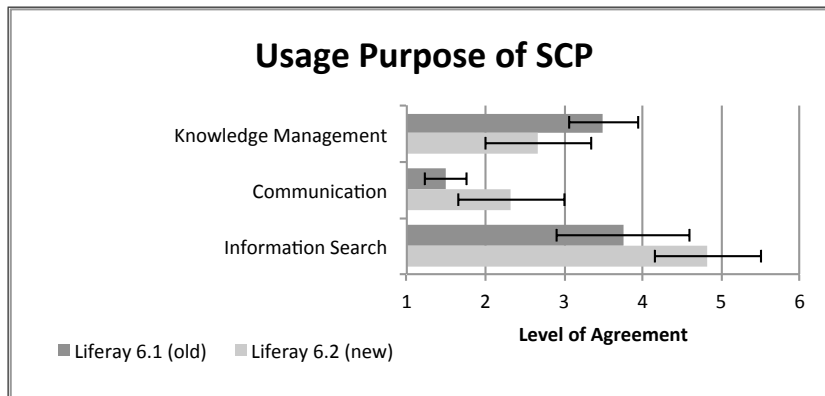 Usage Purpose of SCP
Knowledge Management
Communication
Information Search
1 2 3 4 5 6
Level of Agreement
Liferay 6.1 (old) Liferay 6.2 (new)